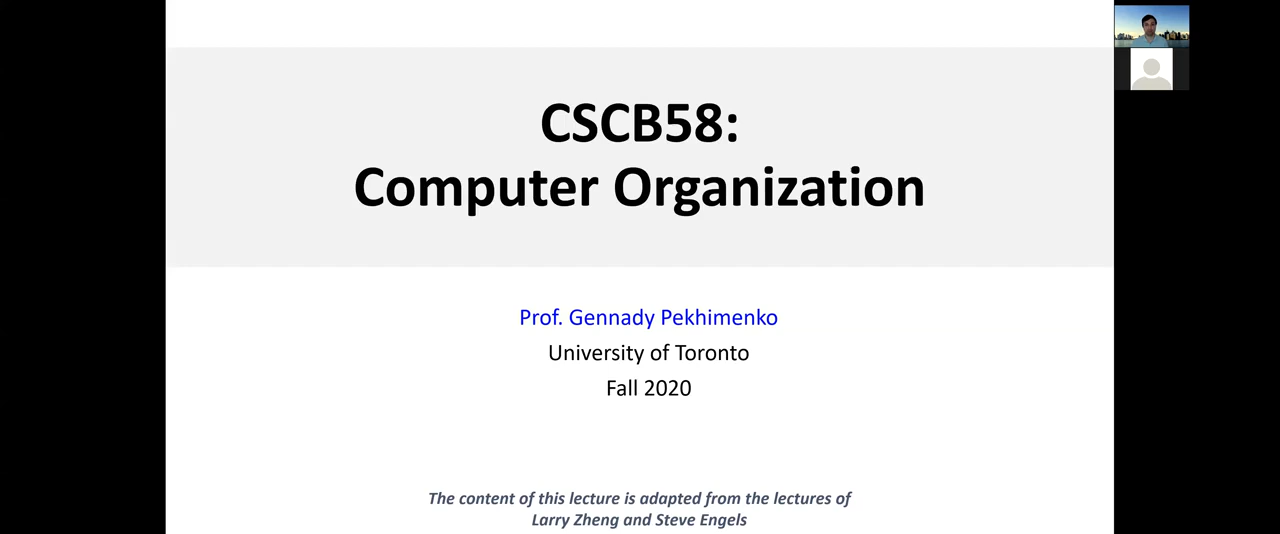 CSCB58:
Computer Organization
Prof. Gennady Pekhimenko
University of Toronto
Fall 2020
The content of this lecture is adapted from the lectures of
Larry Zheng and Steve Engels